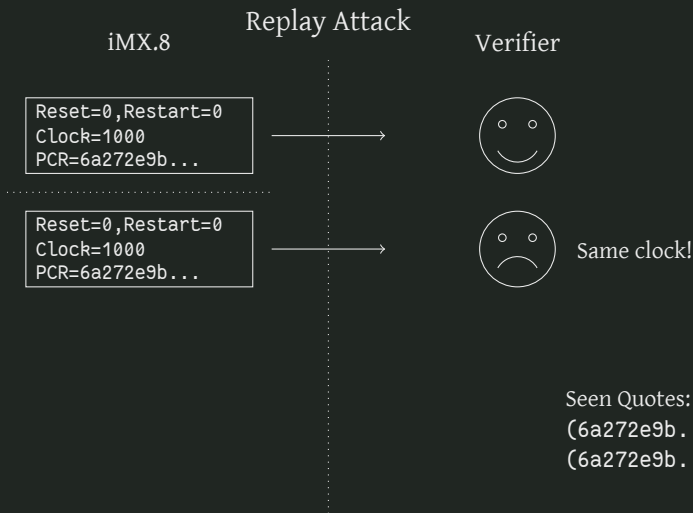 Replay Attack
iMX.8
Verifier
Reset=0,Restart=0
Clock=1000
PCR=6a272e9b...
Reset=0,Restart=0
Clock=1000
PCR=6a272e9b...
Same clock!
Seen Quotes:
(6a272e9b.
(6a272e9b.